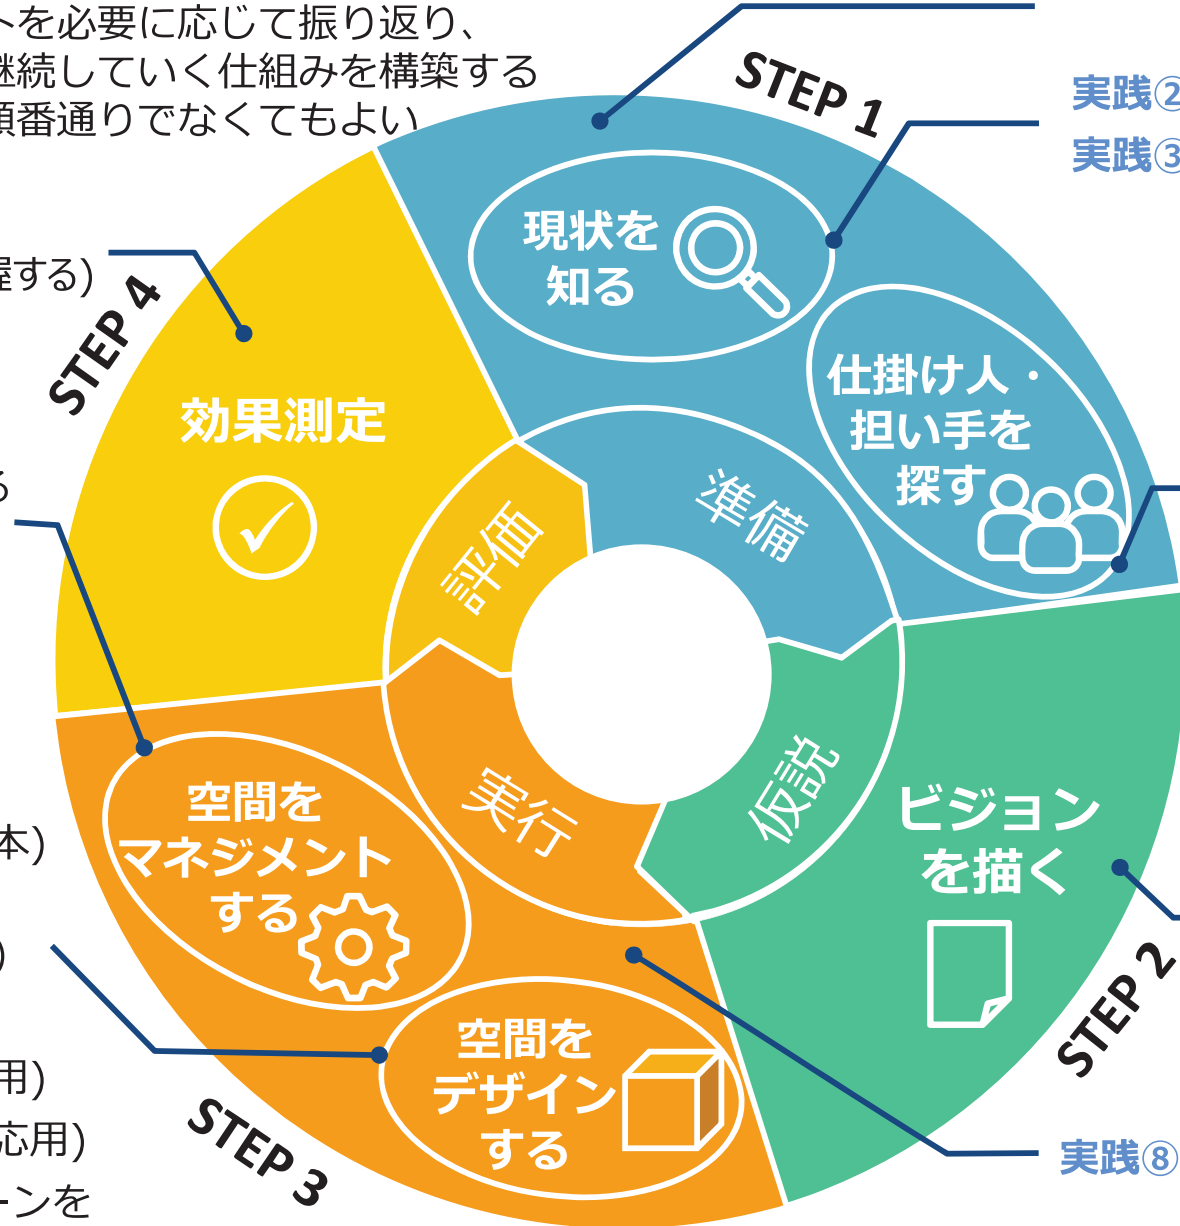 トを必要に応じて振り返り、
継続していく仕組みを構築する
順番通りでなくてもよい
STEP 1
実践②
実践③
現状を
知る
仕掛け人・
担い手を
探す
握する)
STEP 4
効果測定
る
評価
準備
仮説
実行
ビジョン
を描く
STEP 2
空間を
マネジメント
する
本)
)
用)
応用)
ーンを
STEP 3
空間を
デザイン
する
実践⑧